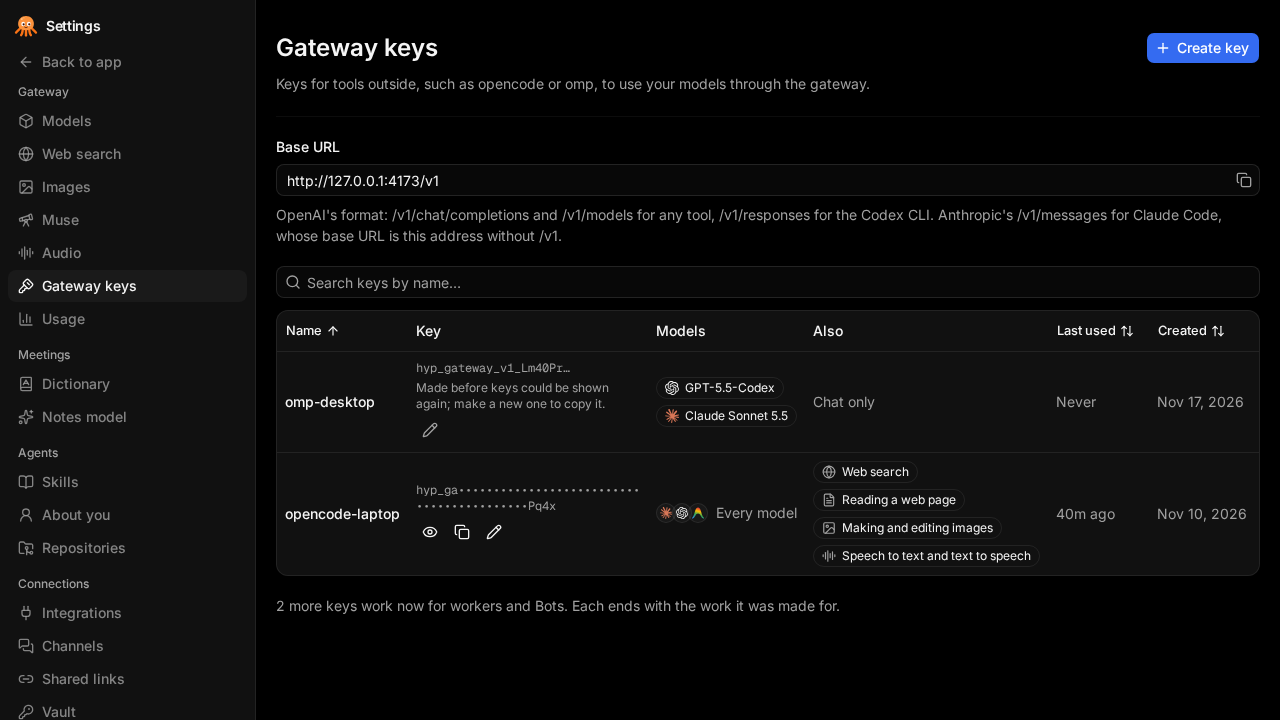 Settings
Back to app
Gateway
Models
Web search
Images
Muse
Audio
Gateway keys
Usage
Meetings
Dictionary
Notes model
Agents
Skills
About you
Repositories
Connections
Integrations
Channels
Shared links
Vault
Gateway keys
Create key
Keys for tools outside, such as opencode or omp, to use your models through the gateway.
Base URL
http://127.0.0.1:4173/v1
OpenAI's format: /v1/chat/completions and /v1/models for any tool, /v1/responses for the Codex CLI. Anthropic's /v1/messages for Claude Code,
whose base URL is this address without /v1.
Search keys by name…
Name Key Models Also Last used Created
omp-desktop
hyp_gateway_v1_Lm40Pr…
Made before keys could be shown
again; make a new one to copy it.
GPT-5.5-Codex
Claude Sonnet 5.5
Chat only
Never
Nov 17, 2026
opencode-laptop
hyp_ga••••••••••••••••••••••••••
••••••••••••••••Pq4x
Every model
Web search
Reading a web page
Making and editing images
Speech to text and text to speech
40m ago
Nov 10, 2026
2 more keys work now for workers and Bots. Each ends with the work it was made for.